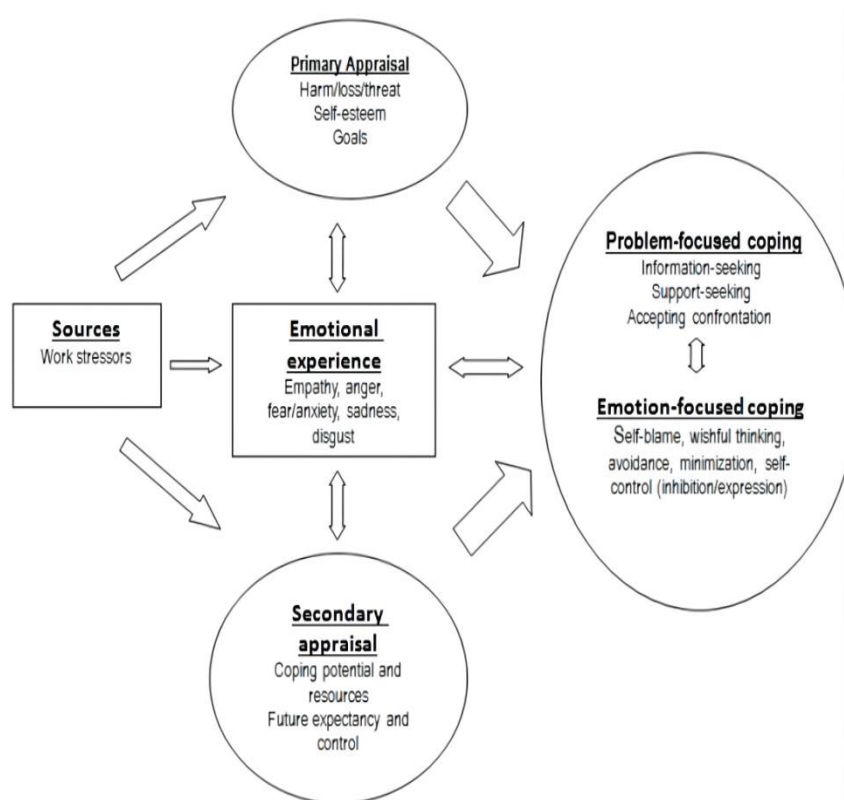 Primary Appraisal
Harm/loss/threat
Self-esteem
Goals
Sources
Work stressors
Emotional
experience
Empathy, anger,
fear/anxiety, sadness,
disgust
Problem-focused coping
Information-seeking
Support-seeking
Accepting confrontation
Emotion-focused coping
Self-blame, wishful thinking,
avoidance, minimization, self-
control (inhibition/expression)
Secondary
appraisal
Coping potential and
resources
Future expectancy and
control